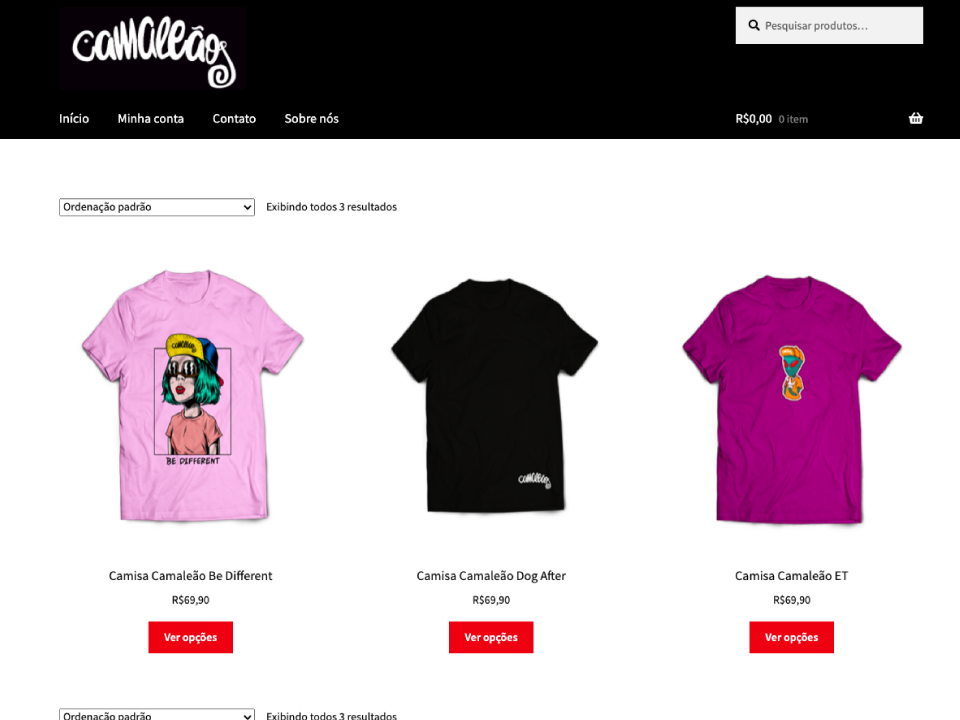 Camaleão
Pesquisar produtos…
Início
Minha conta
Contato
Sobre nós
R$0,00 0 item
Ordenação padrão
Exibindo todos 3 resultados
Camaleão
BE DIFFERENT
Camaleão
Camisa Camaleão Be Different
R$69,90
Ver opções
Camisa Camaleão Dog After
R$69,90
Ver opções
Camisa Camaleão ET
R$69,90
Ver opções
Ordenação padrão
Exibindo todos 3 resultados